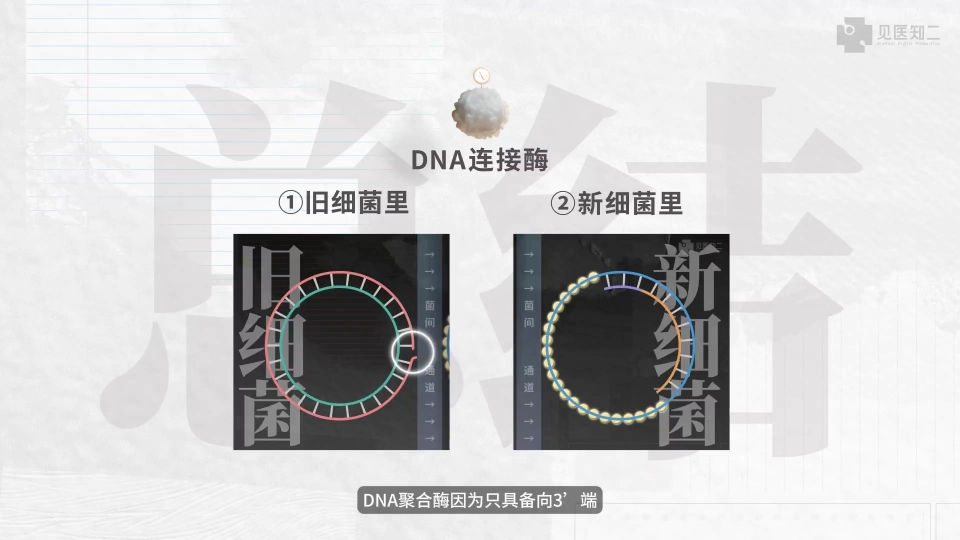 见医知二
总结
DNA连接酶
①旧细菌里
②新细菌里
旧细菌
→
→
→
菌
间
通
道
→
→
→
→
→
→
菌
间
通
道
→
→
→
新细菌
DNA聚合酶因为只具备向3’端